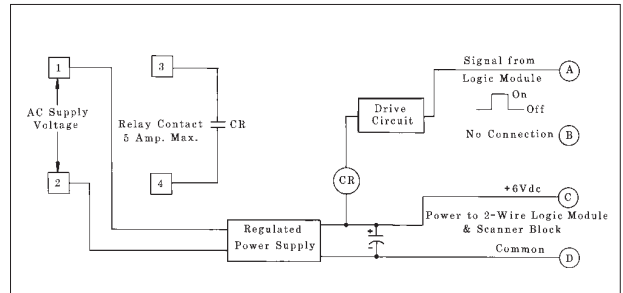 1
AC Supply
Voltage
2
3
Relay Contact
5 Amp. Max.
CR
4
Regulated
Power Supply
CR
Drive
Circuit
+
-
Signal from
Logic Module
On
Off
A
No Connection
B
+6Vdc
C
Power to 2-Wire Logic Module
& Scanner Block
Common
D